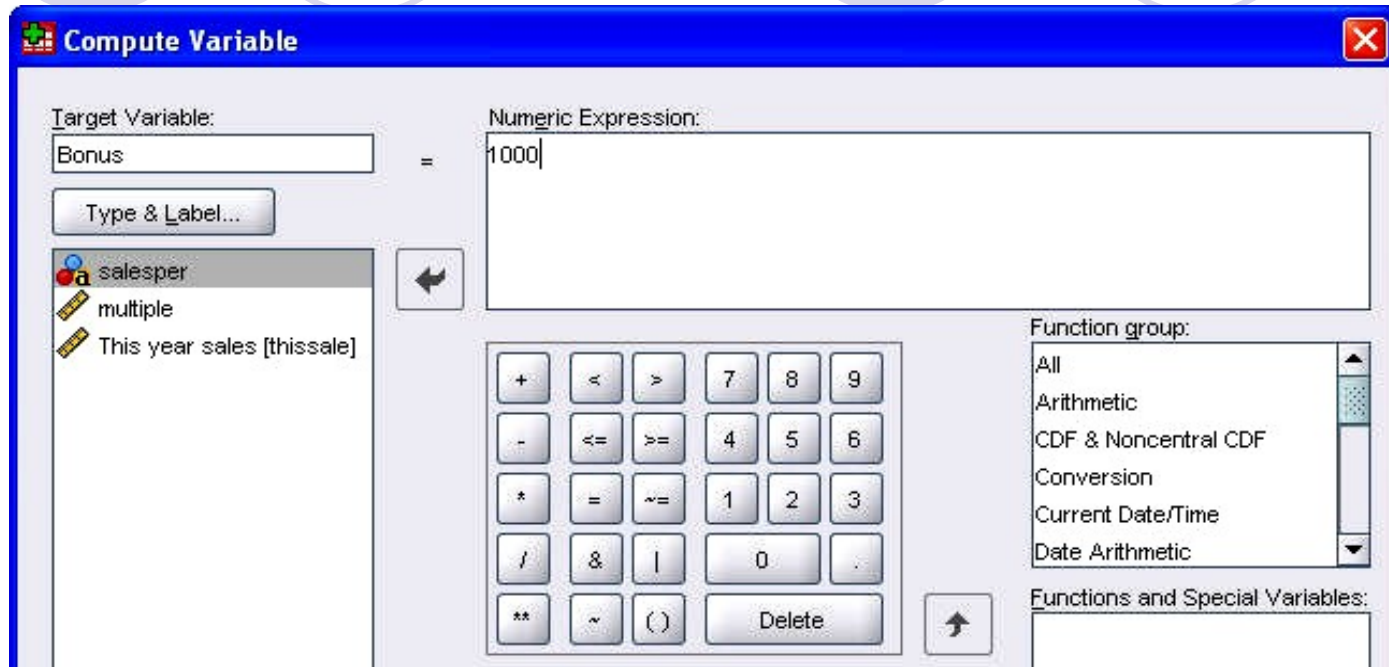 Compute Variable
Target Variable:
Numeric Expression:
Bonus
=
1000
Type & Label...
salesper
multiple
This year sales [thissale]
+ < > 7 8 9
- <= >= 4 5 6
* = ~= 1 2 3
/ & | 0 .
** ~ ( ) Delete
Function group:
All
Arithmetic
CDF & Noncentral CDF
Conversion
Current Date/Time
Date Arithmetic
Functions and Special Variables: